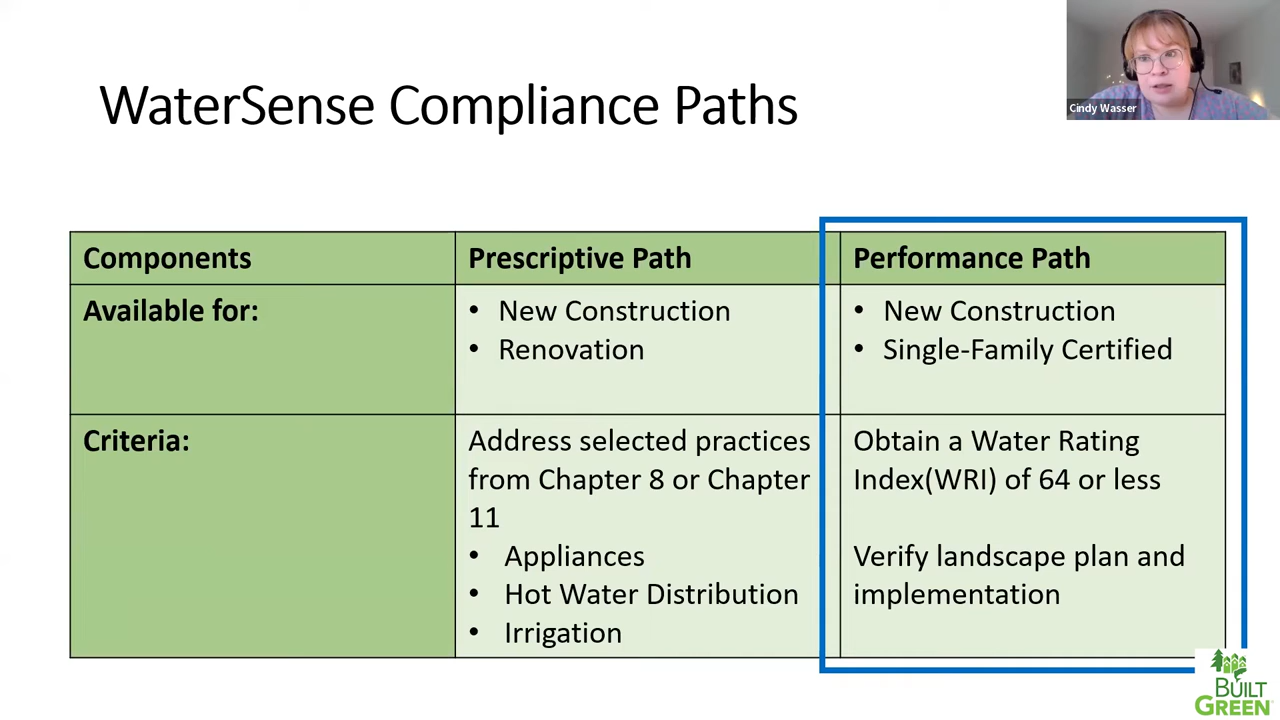 WaterSense Compliance Paths
Cindy Wasser
Components
Prescriptive Path
Performance Path
Available for:
• New Construction
• Renovation
• New Construction
• Single-Family Certified
Criteria:
Address selected practices
from Chapter 8 or Chapter
11
• Appliances
• Hot Water Distribution
• Irrigation
Obtain a Water Rating
Index(WRI) of 64 or less
Verify landscape plan and
implementation
BUILT
GREEN